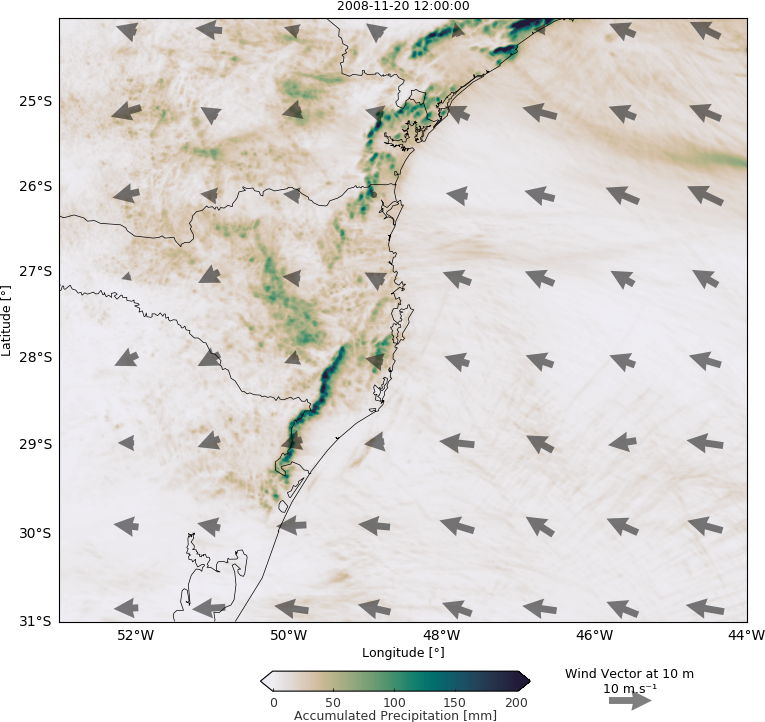 2008-11-20 12:00:00
25°S
26°S
27°S
28°S
29°S
30°S
31°S
Latitude [°]
52°W 50°W 48°W 46°W 44°W
Longitude [°]
0 50 100 150 200
Accumulated Precipitation [mm]
Wind Vector at 10 m
10 m s⁻¹